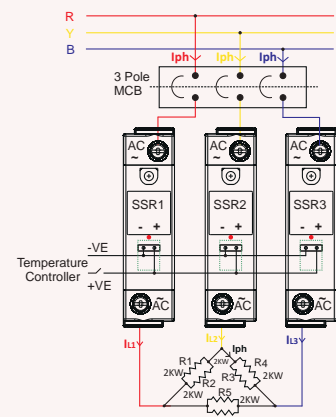 R
Y
B
Iph Iph Iph
3 Pole
MCB
AC AC AC
~ ~ ~
SSR1 SSR2 SSR3
- + - + - +
-VE
Temperature
Controller
+VE
~ ~ ~
AC AC AC
IL1 IL2 IL3
Iph
R1 2KW 2KW R4
2KW R2 R3 2KW
R5
2KW